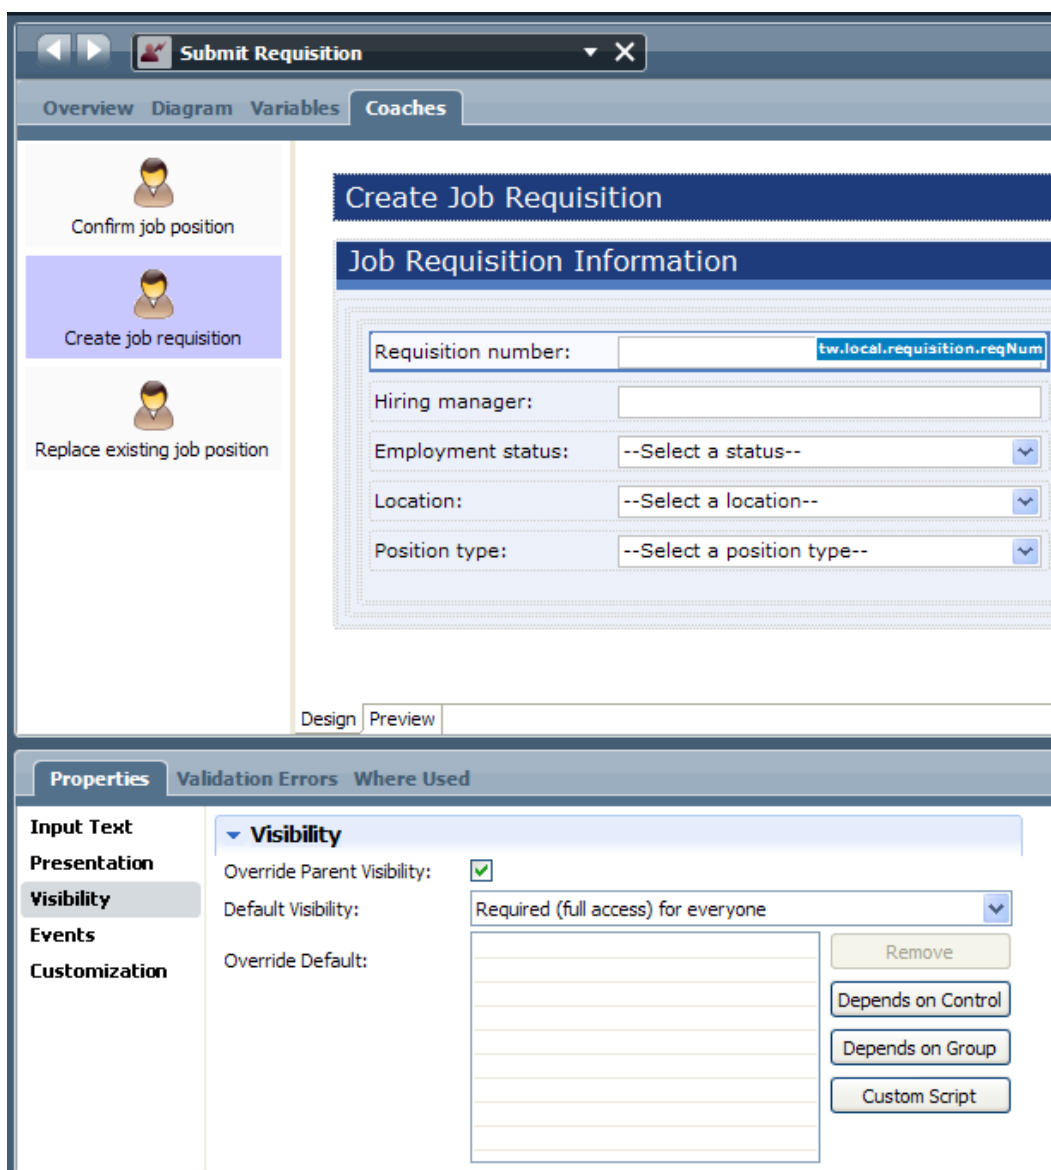 Submit Requisition
Overview Diagram Variables Coaches
Confirm job position
Create job requisition
Replace existing job position
Create Job Requisition
Job Requisition Information
Requisition number: tw.local.requisition.reqNum
Hiring manager:
Employment status: --Select a status--
Location: --Select a location--
Position type: --Select a position type--
Design Preview
Properties Validation Errors Where Used
Input Text
Presentation
Visibility
Events
Customization
Visibility
Override Parent Visibility:
Default Visibility: Required (full access) for everyone
Override Default:
Remove
Depends on Control
Depends on Group
Custom Script